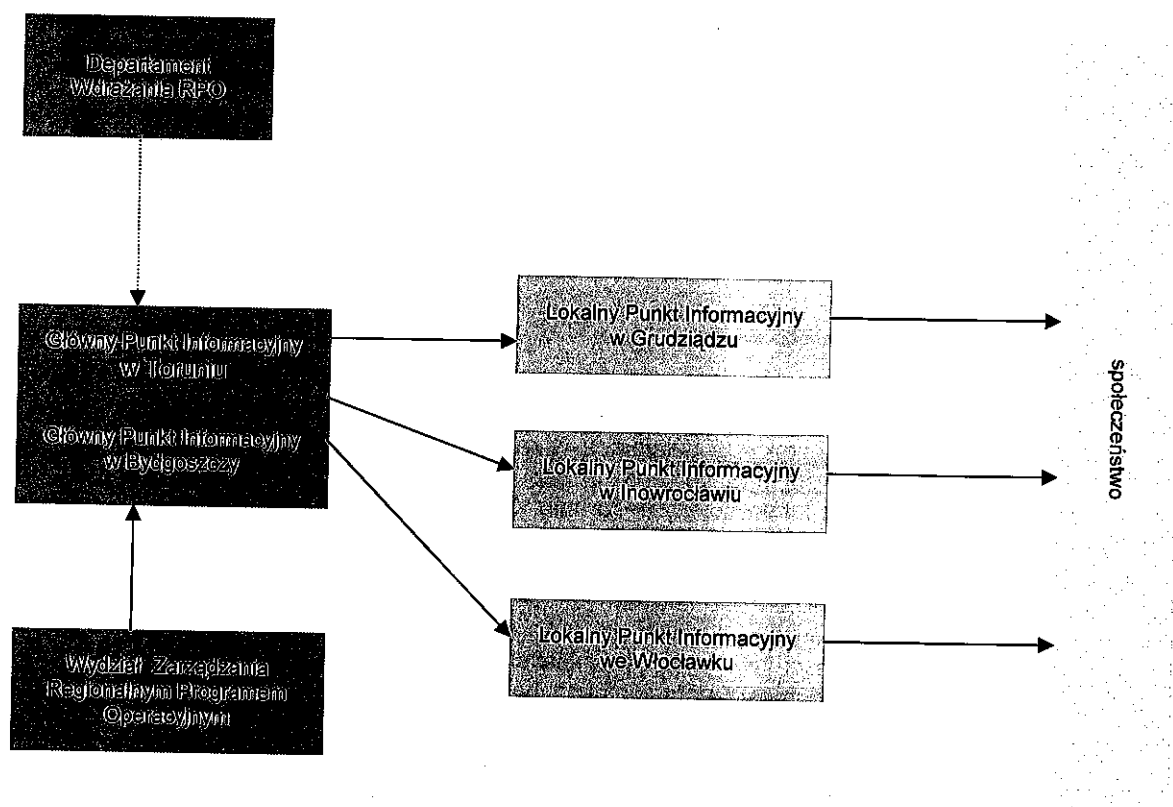 Departament
Wdrażania RPO
Główny Punkt Informacyjny
w Toruniu
Główny Punkt Informacyjny
w Bydgoszczy
Wydział Zarządzania
Regionalnym Programem
Operacyjnym
Lokalny Punkt Informacyjny
w Grudziądzu
Lokalny Punkt Informacyjny
w Inowrocławiu
Lokalny Punkt Informacyjny
we Włocławku
społeczeństwo